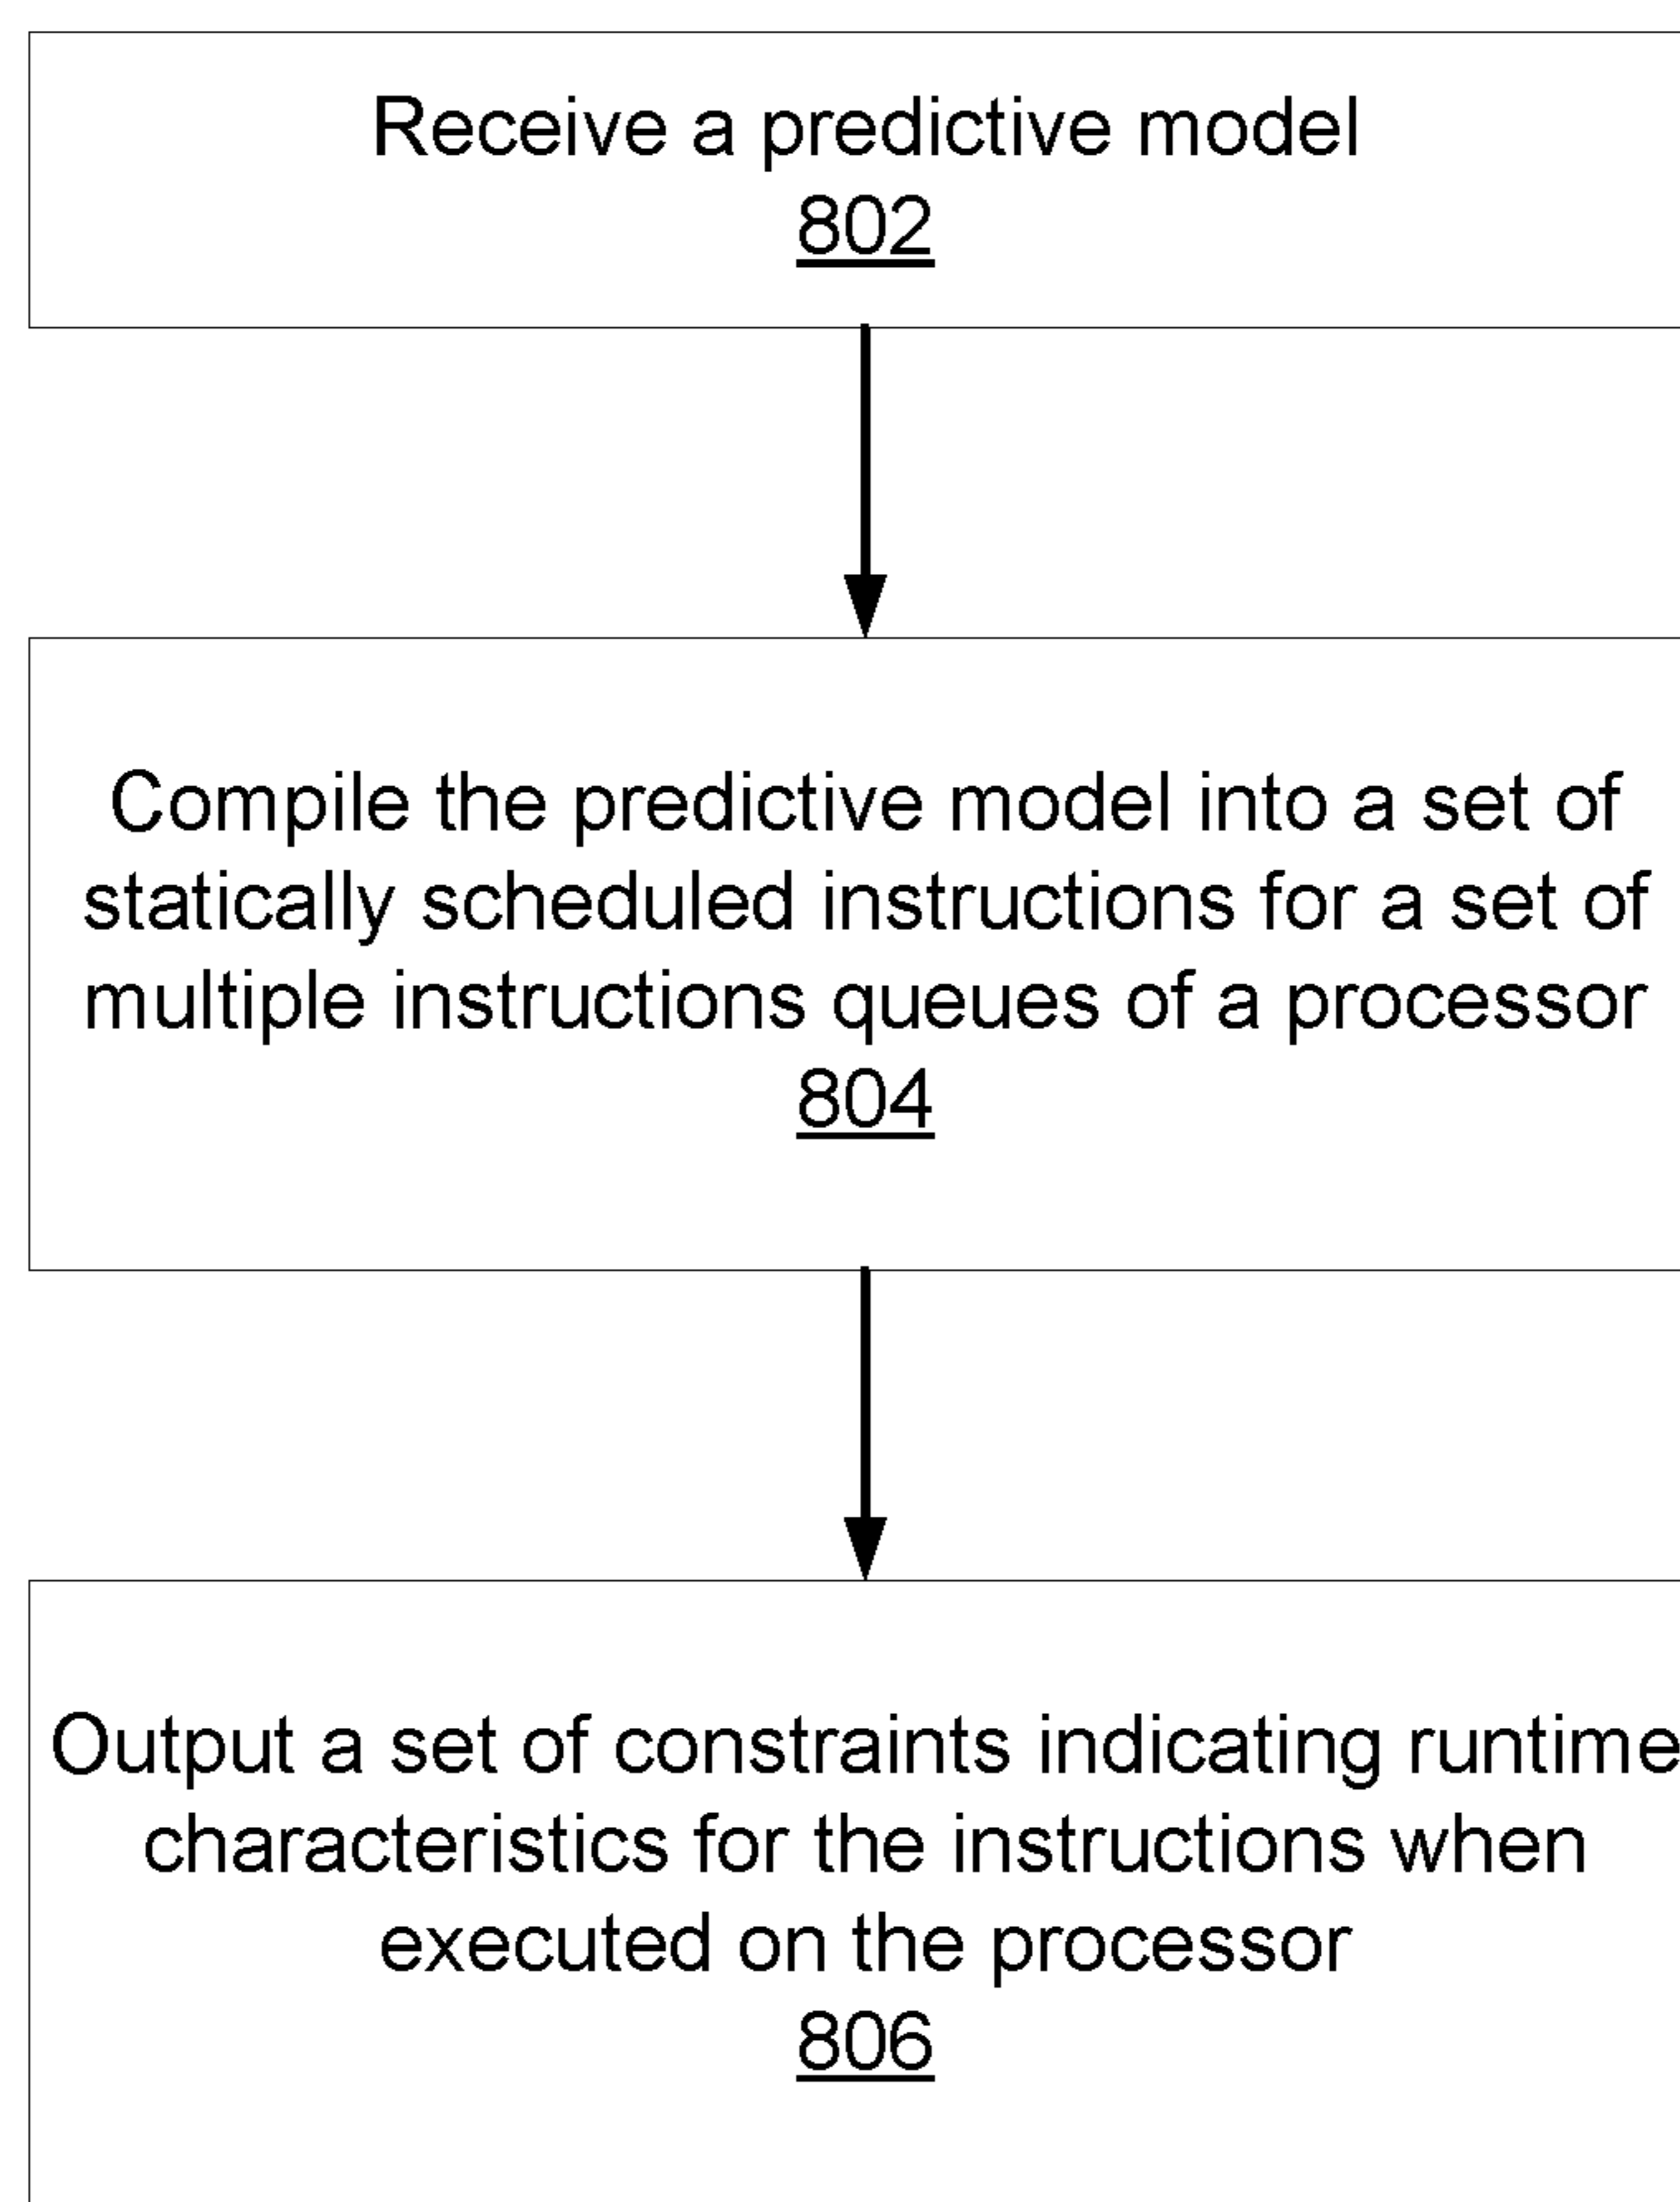 Receive a predictive model
802
Compile the predictive model into a set of
statically scheduled instructions for a set of
multiple instructions queues of a processor
804
Output a set of constraints indicating runtime
characteristics for the instructions when
executed on the processor
806